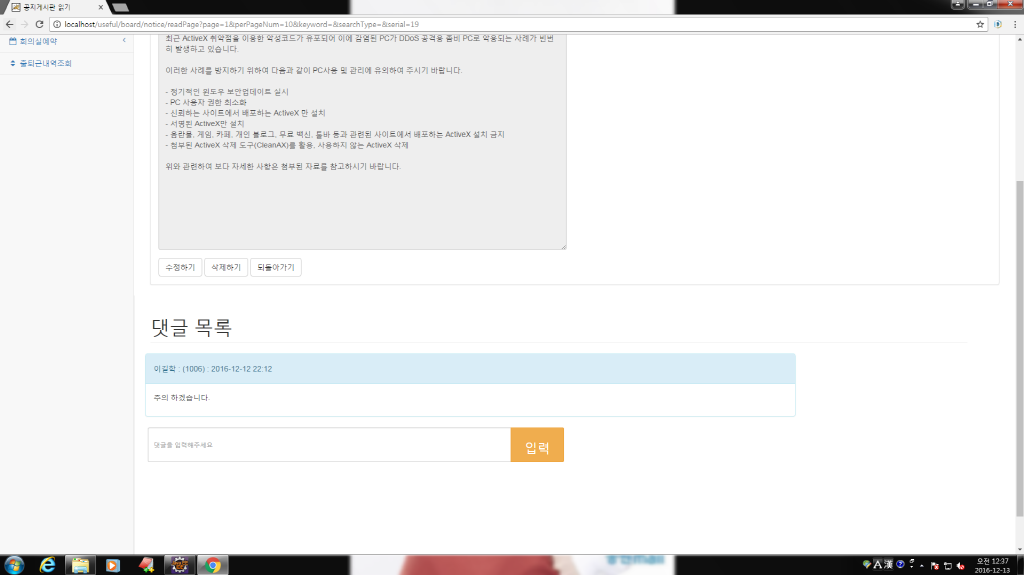 공지게시판 읽기
localhost/useful/board/notice/readPage?page=1&perPageNum=10&keyword=&searchType=&serial=19
회의실예약
출퇴근내역조회
최근 ActiveX 취약점을 이용한 악성코드가 유포되어 이에 감염된 PC가 DDoS 공격용 좀비 PC로 악용되는 사례가 빈번
히 발생하고 있습니다.
이러한 사례를 방지하기 위하여 다음과 같이 PC사용 및 관리에 유의하여 주시기 바랍니다.
- 정기적인 윈도우 보안업데이트 실시
- PC 사용자 권한 최소화
- 신뢰하는 사이트에서 배포하는 ActiveX 만 설치
- 서명된 ActiveX만 설치
- 음란물, 게임, 카페, 개인 블로그, 무료 백신, 툴바 등과 관련된 사이트에서 배포하는 ActiveX 설치 금지
- 첨부된 ActiveX 삭제 도구(CleanAX)를 활용, 사용하지 않는 ActiveX 삭제
위와 관련하여 보다 자세한 사항은 첨부된 자료를 참고하시기 바랍니다.
수정하기 삭제하기 되돌아가기
댓글 목록
이길학 : (1006) : 2016-12-12 22:12
주의 하겠습니다.
댓글을 입력해주세요
입력
A 漢
오전 12:37
2016-12-13